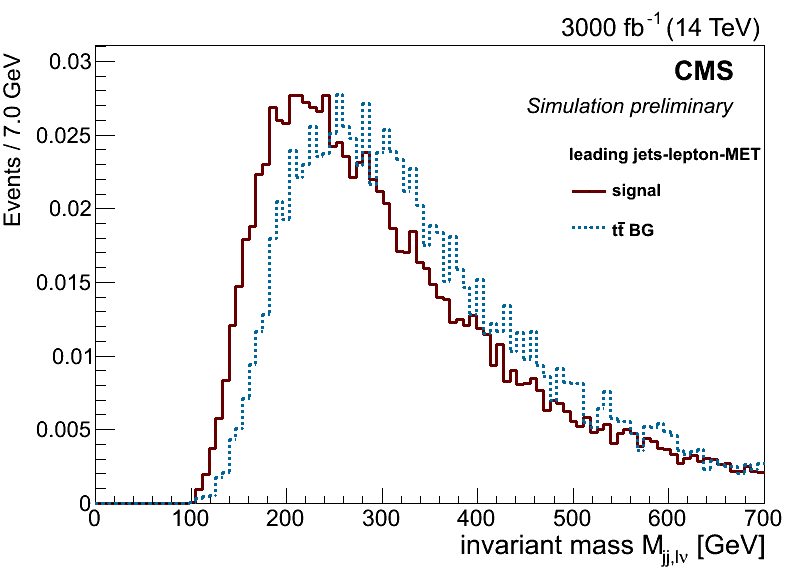 3000 fb⁻¹ (14 TeV)
CMS
Simulation preliminary
leading jets-lepton-MET
signal
tt̄ BG
Events / 7.0 GeV
0.03
0.025
0.02
0.015
0.01
0.005
0
0 100 200 300 400 500 600 700
invariant mass M_jj,lν [GeV]